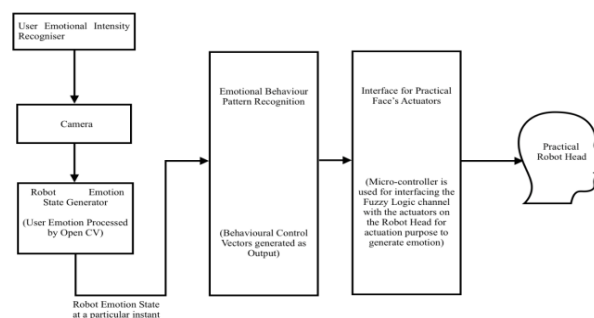 User Emotional Intensity
Recogniser
Camera
Robot Emotion
State Generator
(User Emotion Processed
by Open CV)
Robot Emotion State
at a particular instant
Emotional Behaviour
Pattern Recognition
(Behavioural Control
Vectors generated as
Output)
Interface for Practical
Face's Actuators
(Micro-controller is
used for interfacing the
Fuzzy Logic channel
with the actuators on
the Robot Head for
actuation purpose to
generate emotion)
Practical
Robot Head